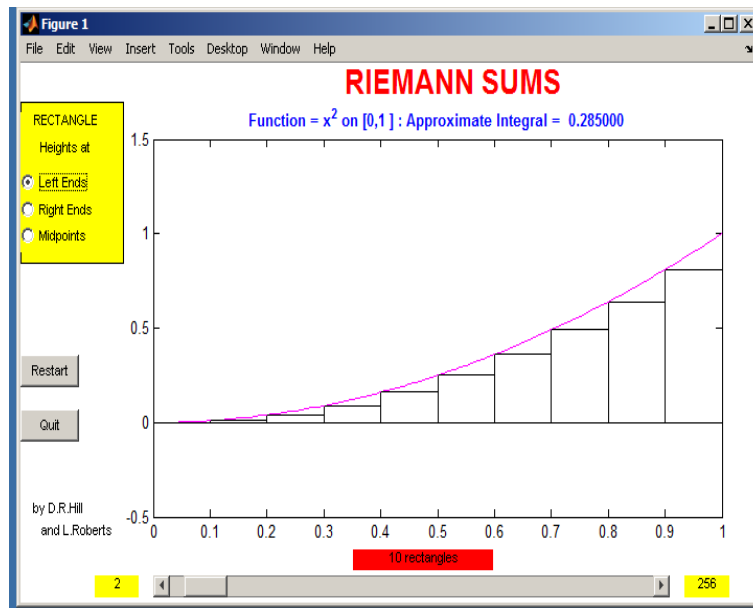 Figure 1
File Edit View Insert Tools Desktop Window Help
RIEMANN SUMS
Function = x² on [0,1 ] : Approximate Integral = 0.285000
RECTANGLE
Heights at
Left Ends
Right Ends
Midpoints
Restart
Quit
by D.R.Hill
and L.Roberts
1.5
1
0.5
0
-0.5
0 0.1 0.2 0.3 0.4 0.5 0.6 0.7 0.8 0.9 1
10 rectangles
2 256